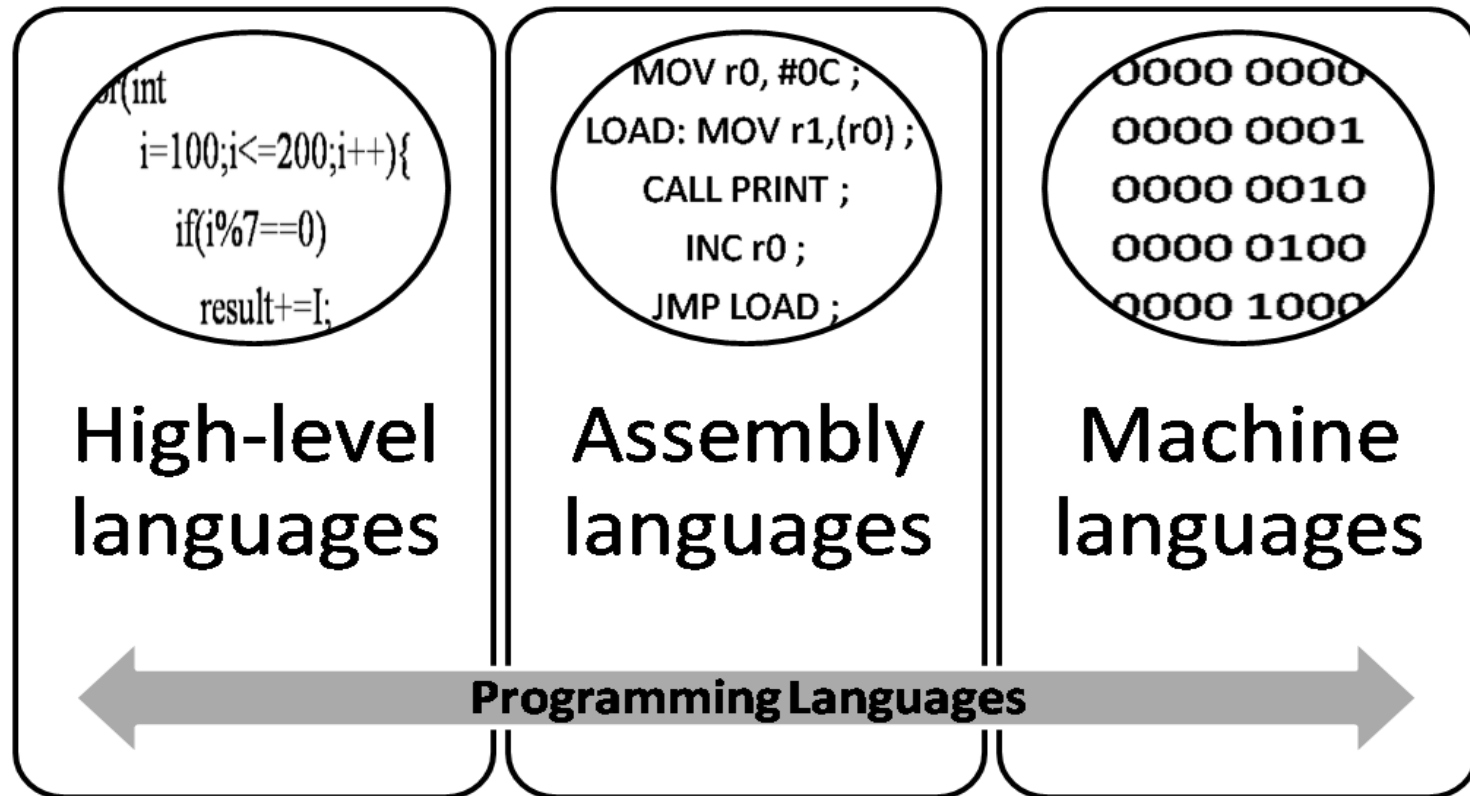 or(int
i=100;i<=200;i++){
if(i%7==0)
result+=I;
High-level
languages
MOV r0, #0C ;
LOAD: MOV r1,(r0) ;
CALL PRINT ;
INC r0 ;
JMP LOAD ;
Assembly
languages
0000 0000
0000 0001
0000 0010
0000 0100
0000 1000
Machine
languages
Programming Languages